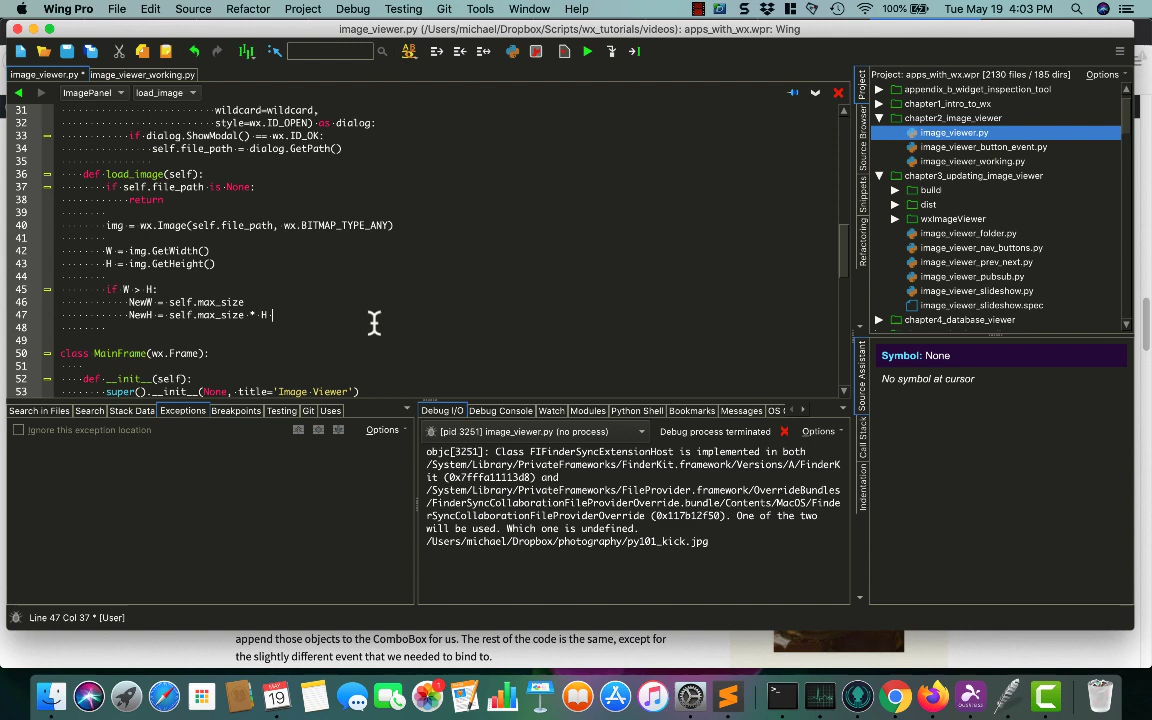 Wing Pro File Edit Source Refactor Project Debug Testing Git Tools Window Help 100% Tue May 19 4:03 PM
image_viewer.py (/Users/michael/Dropbox/Scripts/wx_tutorials/videos): apps_with_wx.wpr: Wing
image_viewer.py * image_viewer_working.py
ImagePanel load_image
31 wildcard=wildcard,
32 style=wx.ID_OPEN) as dialog:
33 if dialog.ShowModal() == wx.ID_OK:
34 self.file_path = dialog.GetPath()
35
36 def load_image(self):
37 if self.file_path is None:
38 return
39
40 img = wx.Image(self.file_path, wx.BITMAP_TYPE_ANY)
41
42 W = img.GetWidth()
43 H = img.GetHeight()
44
45 if W > H:
46 NewW = self.max_size
47 NewH = self.max_size * H
48
49
50 class MainFrame(wx.Frame):
51
52 def __init__(self):
53 super().__init__(None, title='Image Viewer')
Project
Source Browser
Snippets
Refactoring
Project: apps_with_wx.wpr [2130 files / 185 dirs] Options
appendix_b_widget_inspection_tool
chapter1_intro_to_wx
chapter2_image_viewer
image_viewer.py
image_viewer_button_event.py
image_viewer_working.py
chapter3_updating_image_viewer
build
dist
wxImageViewer
image_viewer_folder.py
image_viewer_nav_buttons.py
image_viewer_prev_next.py
image_viewer_pubsub.py
image_viewer_slideshow.py
image_viewer_slideshow.spec
chapter4_database_viewer
Source Assistant
Call Stack
Indentation
Symbol: None
No symbol at cursor
Search in Files Search Stack Data Exceptions Breakpoints Testing Git Uses
Ignore this exception location Options
Debug I/O Debug Console Watch Modules Python Shell Bookmarks Messages OS
[pid 3251] image_viewer.py (no process) Debug process terminated Options
objc[3251]: Class FIFinderSyncExtensionHost is implemented in both
/System/Library/PrivateFrameworks/FinderKit.framework/Versions/A/FinderK
it (0x7fffa11113d8) and
/System/Library/PrivateFrameworks/FileProvider.framework/OverrideBundles
/FinderSyncCollaborationFileProviderOverride.bundle/Contents/MacOS/Finde
rSyncCollaborationFileProviderOverride (0x117b12f50). One of the two
will be used. Which one is undefined.
/Users/michael/Dropbox/photography/py101_kick.jpg
Line 47 Col 37 * [User]
append those objects to the ComboBox for us. The rest of the code is the same, except for
the slightly different event that we needed to bind to.